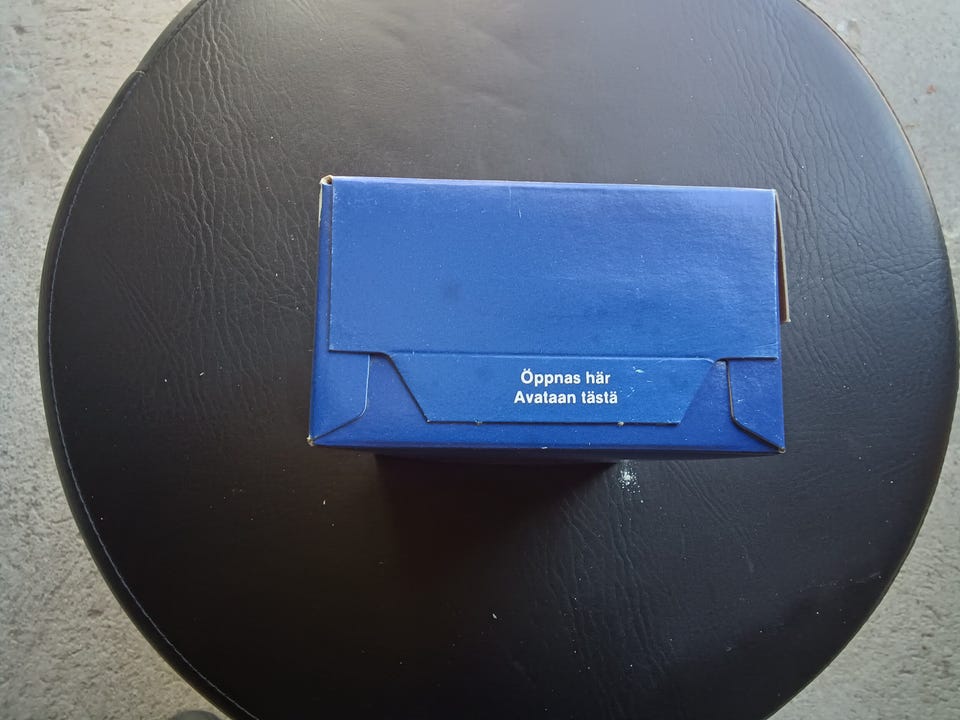 Öppnas här
Avataan tästä